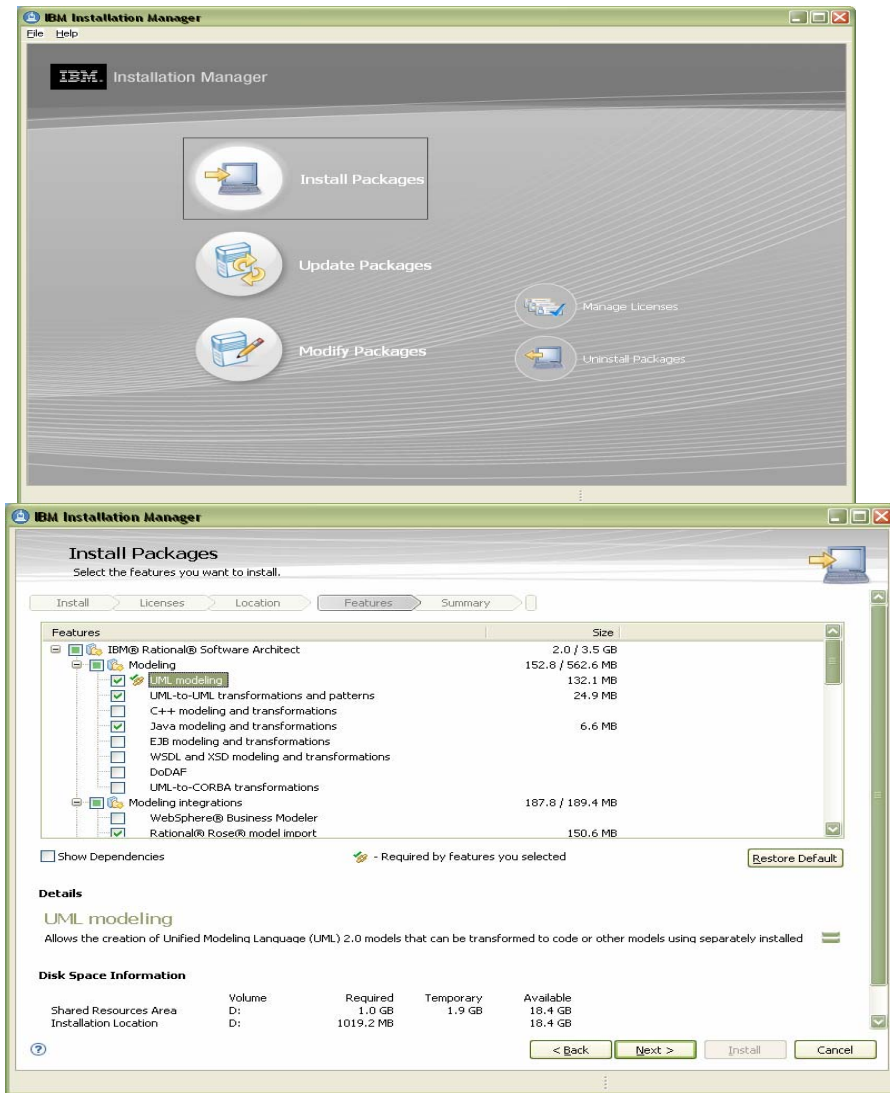 IBM Installation Manager
File Help
IBM. Installation Manager
Install Packages
Update Packages
Manage Licenses
Modify Packages
Uninstall Packages
IBM Installation Manager
Install Packages
Select the features you want to install.
Install Licenses Location Features Summary
Features Size
IBM® Rational® Software Architect 2.0 / 3.5 GB
Modeling 152.8 / 562.6 MB
UML modeling 132.1 MB
UML-to-UML transformations and patterns 24.9 MB
C++ modeling and transformations
Java modeling and transformations 6.6 MB
EJB modeling and transformations
WSDL and XSD modeling and transformations
DoDAF
UML-to-CORBA transformations
Modeling integrations 187.8 / 189.4 MB
WebSphere® Business Modeler
Rational® Rose® model import 150.6 MB
Show Dependencies - Required by features you selected Restore Default
Details
UML modeling
Allows the creation of Unified Modeling Language (UML) 2.0 models that can be transformed to code or other models using separately installed
Disk Space Information
Volume Required Temporary Available
Shared Resources Area D: 1.0 GB 1.9 GB 18.4 GB
Installation Location D: 1019.2 MB 18.4 GB
? < Back Next > Install Cancel